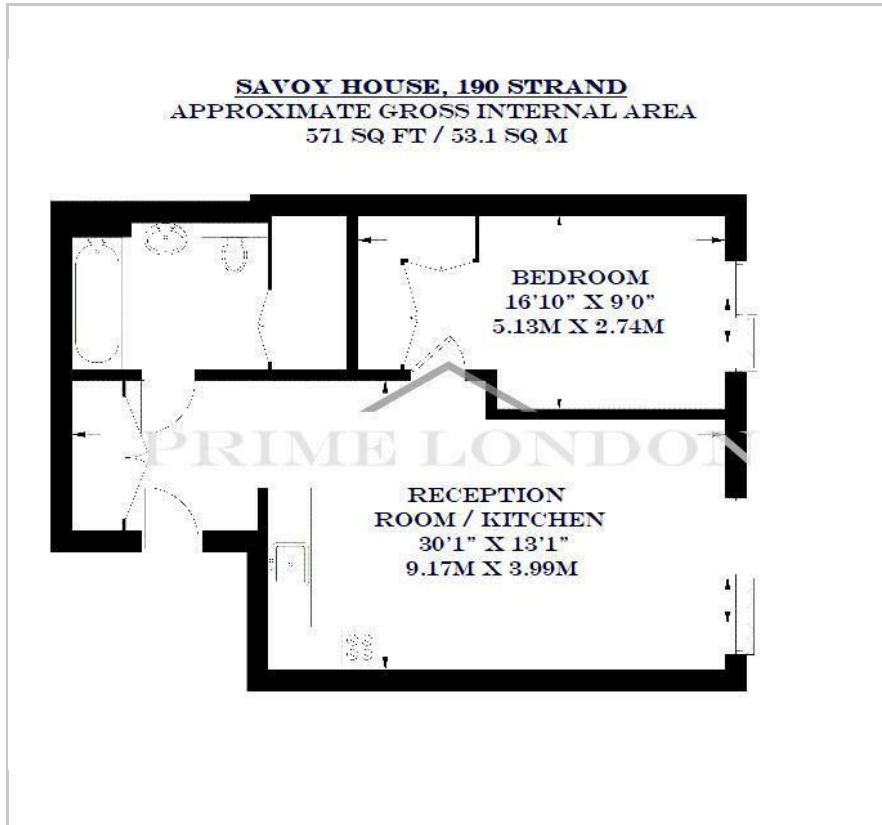 SAVOY HOUSE, 190 STRAND
APPROXIMATE GROSS INTERNAL AREA
571 SQ FT / 53.1 SQ M
BEDROOM
16'10" X 9'0"
5.13M X 2.74M
PRIME LONDON
RECEPTION
ROOM / KITCHEN
30'1" X 13'1"
9.17M X 3.99M